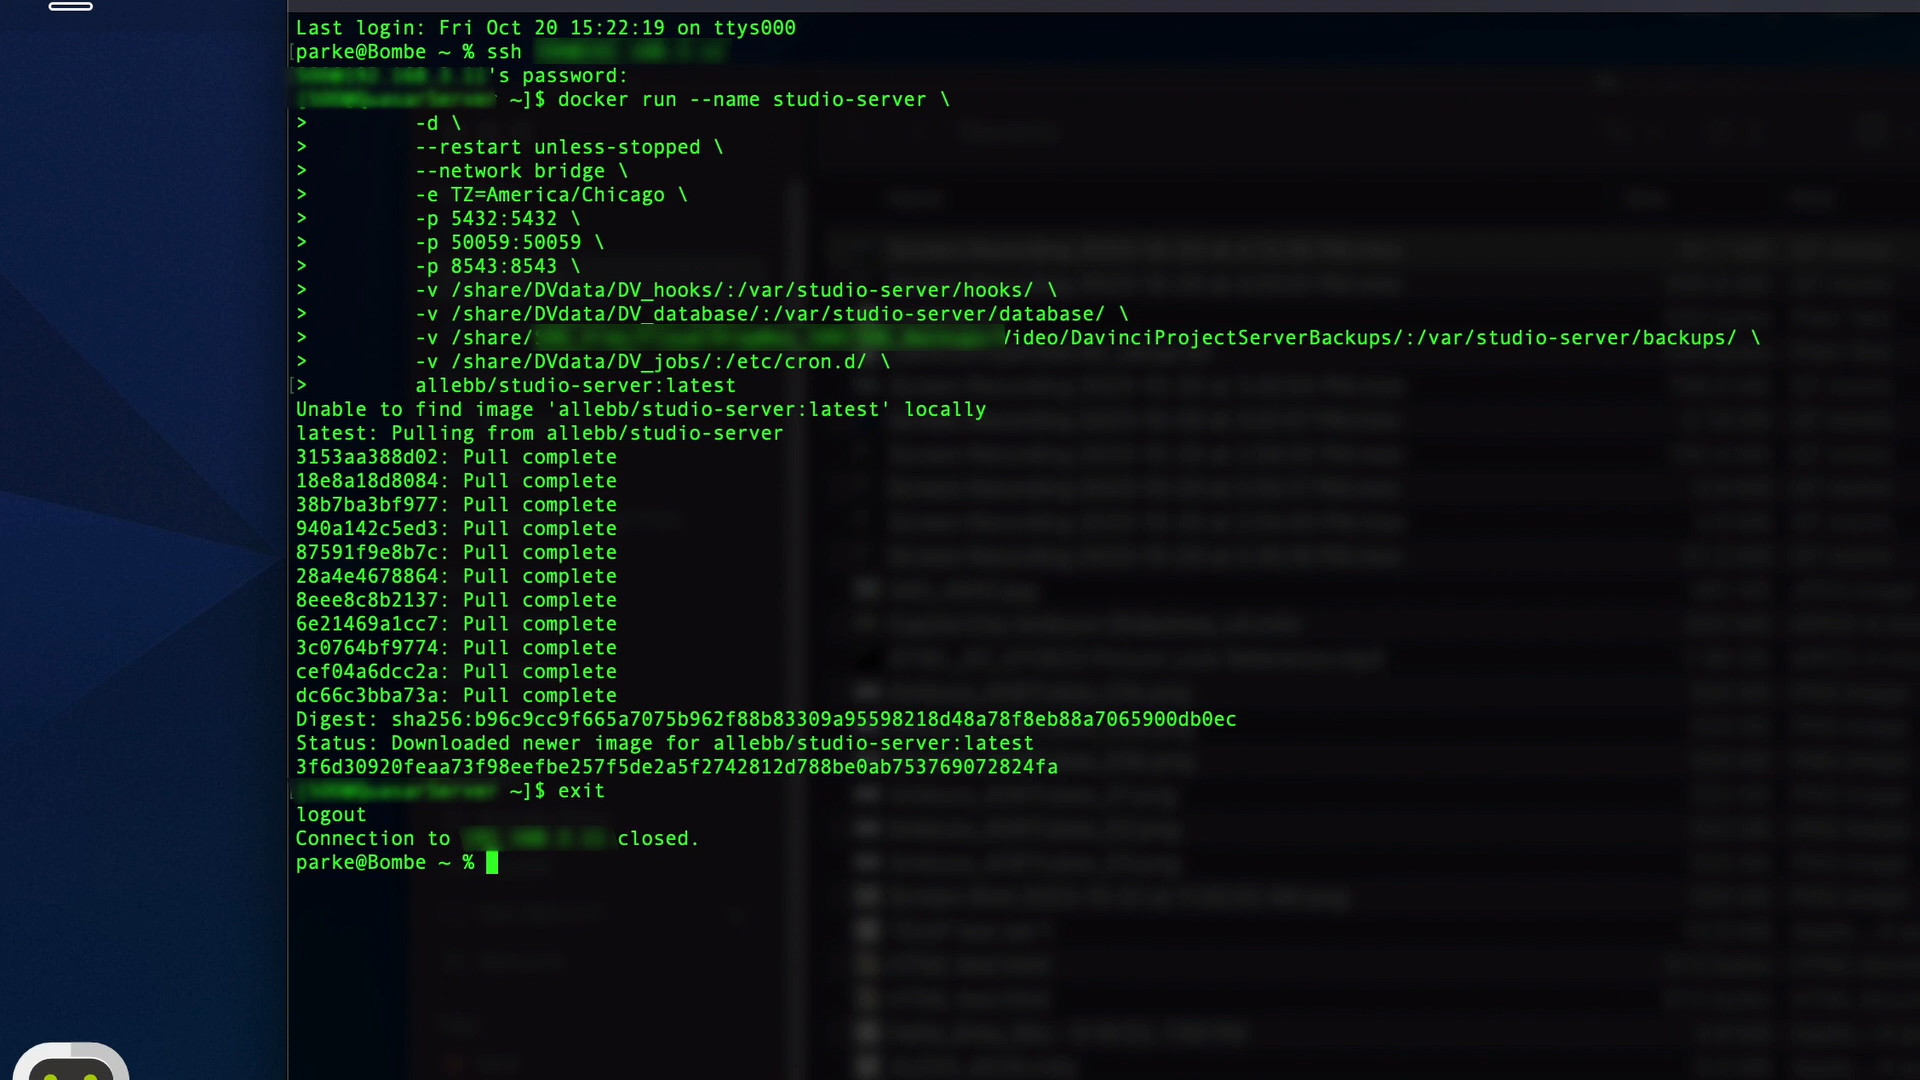 Last login: Fri Oct 20 15:22:19 on ttys000
[parke@Bombe ~ % ssh
's password:
~]$ docker run --name studio-server \
> -d \
> --restart unless-stopped \
> --network bridge \
> -e TZ=America/Chicago \
> -p 5432:5432 \
> -p 50059:50059 \
> -p 8543:8543 \
> -v /share/DVdata/DV_hooks/:/var/studio-server/hooks/ \
> -v /share/DVdata/DV_database/:/var/studio-server/database/ \
> -v /share/ /ideo/DavinciProjectServerBackups/:/var/studio-server/backups/ \
> -v /share/DVdata/DV_jobs/:/etc/cron.d/ \
[> allebb/studio-server:latest
Unable to find image 'allebb/studio-server:latest' locally
latest: Pulling from allebb/studio-server
3153aa388d02: Pull complete
18e8a18d8084: Pull complete
38b7ba3bf977: Pull complete
940a142c5ed3: Pull complete
87591f9e8b7c: Pull complete
28a4e4678864: Pull complete
8eee8c8b2137: Pull complete
6e21469a1cc7: Pull complete
3c0764bf9774: Pull complete
cef04a6dcc2a: Pull complete
dc66c3bba73a: Pull complete
Digest: sha256:b96c9cc9f665a7075b962f88b83309a95598218d48a78f8eb88a7065900db0ec
Status: Downloaded newer image for allebb/studio-server:latest
3f6d30920feaa73f98eefbe257f5de2a5f2742812d788be0ab753769072824fa
~]$ exit
logout
Connection to closed.
parke@Bombe ~ %